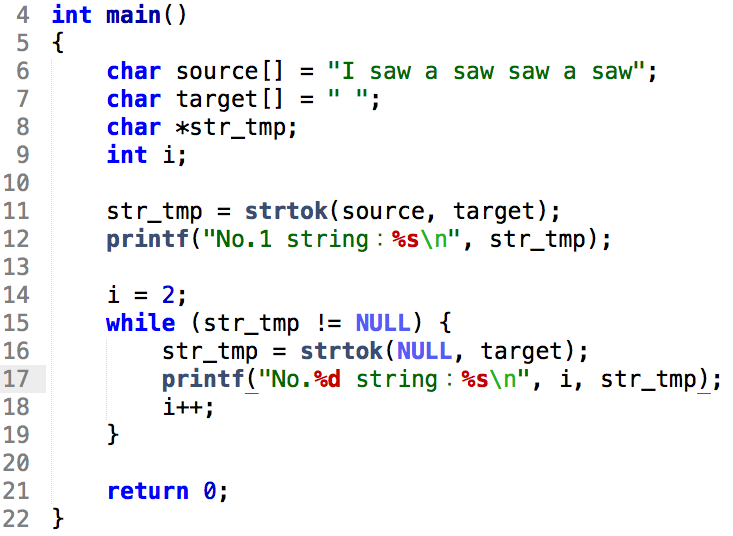 4 int main()
5 {
6     char source[] = "I saw a saw saw a saw";
7     char target[] = " ";
8     char *str_tmp;
9     int i;
10
11     str_tmp = strtok(source, target);
12     printf("No.1 string：%s\n", str_tmp);
13
14     i = 2;
15     while (str_tmp != NULL) {
16         str_tmp = strtok(NULL, target);
17         printf("No.%d string：%s\n", i, str_tmp);
18         i++;
19     }
20
21     return 0;
22 }